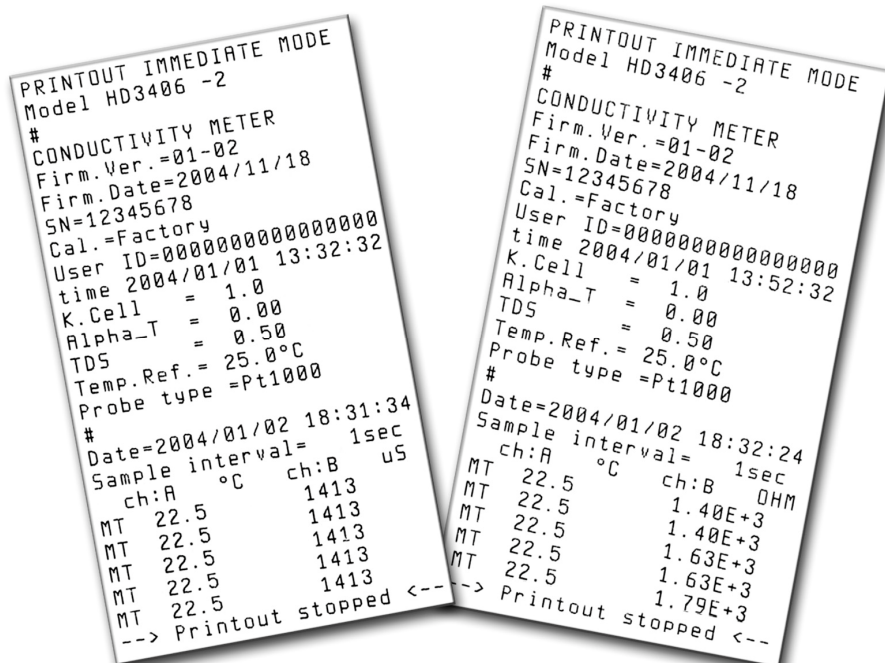 PRINTOUT IMMEDIATE MODE
Model HD3406 -2
#
CONDUCTIVITY METER
Firm.Ver.=01-02
Firm.Date=2004/11/18
SN=12345678
Cal.=Factory
User ID=0000000000000000
time 2004/01/01 13:32:32
K.Cell = 1.0
Alpha_T = 0.00
TDS = 0.50
Temp.Ref.= 25.0°C
Probe type =Pt1000
#
Date=2004/01/02 18:31:34
Sample interval= 1sec
ch:A °C ch:B uS
MT 22.5 1413
MT 22.5 1413
MT 22.5 1413
MT 22.5 1413
MT 22.5 1413
--> Printout stopped <--
PRINTOUT IMMEDIATE MODE
Model HD3406 -2
#
CONDUCTIVITY METER
Firm.Ver.=01-02
Firm.Date=2004/11/18
SN=12345678
Cal.=Factory
User ID=0000000000000000
time 2004/01/01 13:52:32
K.Cell = 1.0
Alpha_T = 0.00
TDS = 0.50
Temp.Ref.= 25.0°C
Probe type =Pt1000
#
Date=2004/01/02 18:32:24
Sample interval= 1sec
ch:A °C ch:B OHM
MT 22.5 1.40E+3
MT 22.5 1.40E+3
MT 22.5 1.63E+3
MT 22.5 1.63E+3
MT 22.5 1.79E+3
--> Printout stopped <--